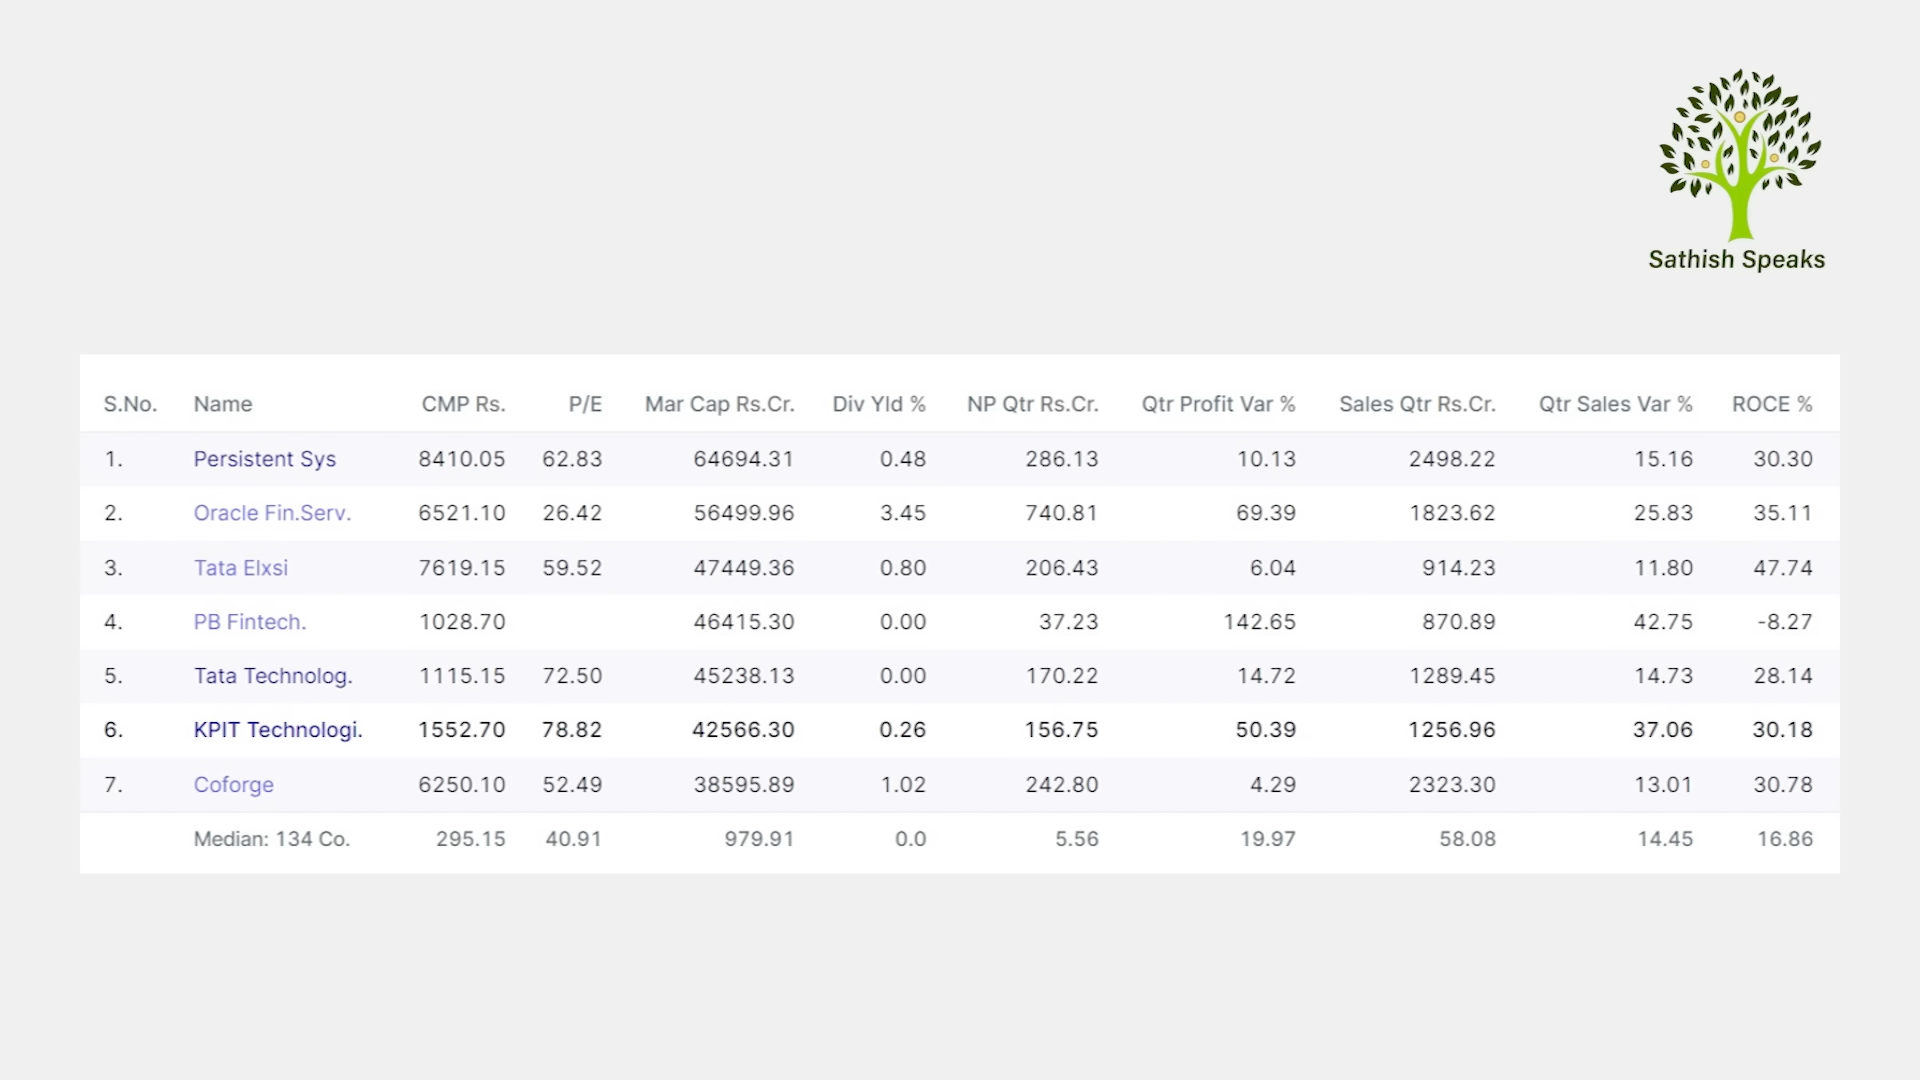 Sathish Speaks
S.No. Name CMP Rs. P/E Mar Cap Rs.Cr. Div Yld % NP Qtr Rs.Cr. Qtr Profit Var % Sales Qtr Rs.Cr. Qtr Sales Var % ROCE %
1. Persistent Sys 8410.05 62.83 64694.31 0.48 286.13 10.13 2498.22 15.16 30.30
2. Oracle Fin.Serv. 6521.10 26.42 56499.96 3.45 740.81 69.39 1823.62 25.83 35.11
3. Tata Elxsi 7619.15 59.52 47449.36 0.80 206.43 6.04 914.23 11.80 47.74
4. PB Fintech. 1028.70 46415.30 0.00 37.23 142.65 870.89 42.75 -8.27
5. Tata Technolog. 1115.15 72.50 45238.13 0.00 170.22 14.72 1289.45 14.73 28.14
6. KPIT Technologi. 1552.70 78.82 42566.30 0.26 156.75 50.39 1256.96 37.06 30.18
7. Coforge 6250.10 52.49 38595.89 1.02 242.80 4.29 2323.30 13.01 30.78
Median: 134 Co. 295.15 40.91 979.91 0.0 5.56 19.97 58.08 14.45 16.86